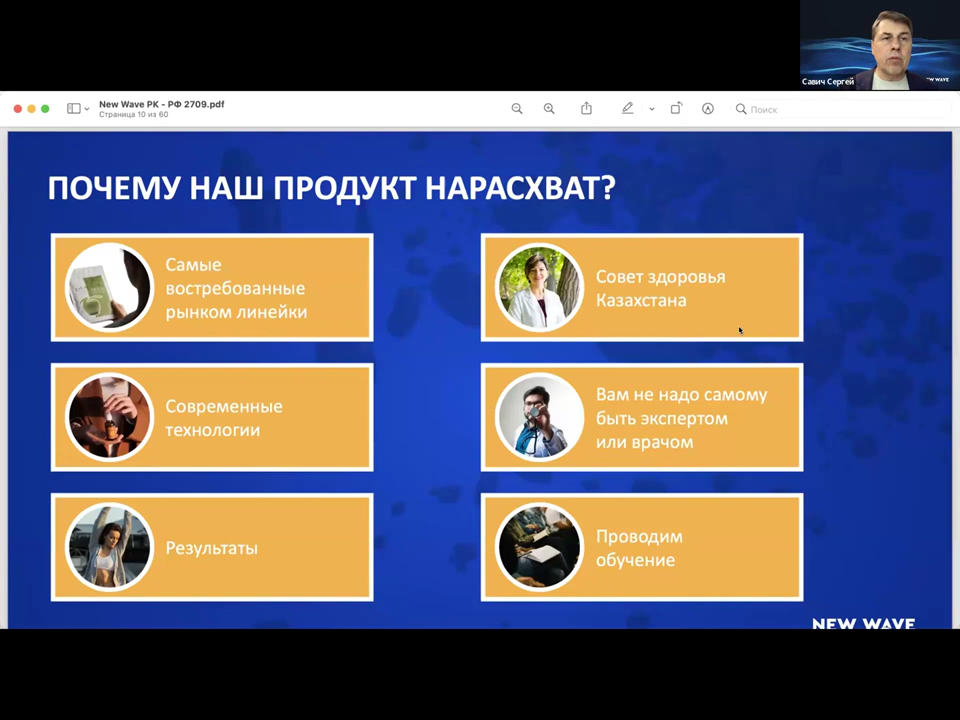 Савич Сергей
NEW WAVE
New Wave РК - РФ 2709.pdf
Страница 10 из 60
Поиск
ПОЧЕМУ НАШ ПРОДУКТ НАРАСХВАТ?
Самые
востребованные
рынком линейки
Совет здоровья
Казахстана
Современные
технологии
Вам не надо самому
быть экспертом
или врачом
Результаты
Проводим
обучение
NEW WAVE